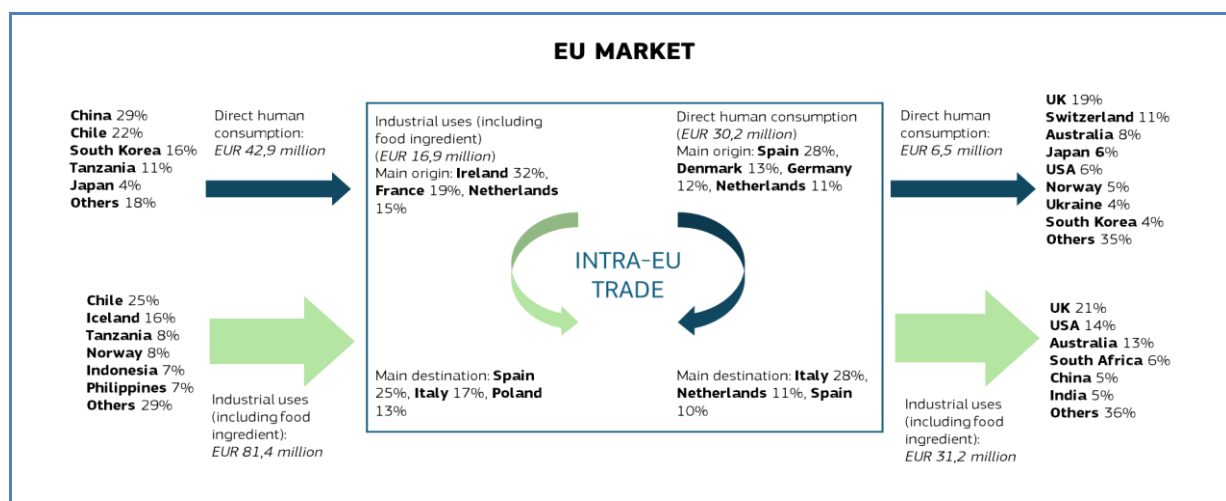 EU MARKET
China 29%
Chile 22%
South Korea 16%
Tanzania 11%
Japan 4%
Others 18%
Direct human
consumption:
EUR 42,9 million
Industrial uses (including
food ingredient)
(EUR 16,9 million)
Main origin: Ireland 32%,
France 19%, Netherlands
15%
Direct human consumption
(EUR 30,2 million)
Main origin: Spain 28%,
Denmark 13%, Germany
12%, Netherlands 11%
Direct human
consumption:
EUR 6,5 million
UK 19%
Switzerland 11%
Australia 8%
Japan 6%
USA 6%
Norway 5%
Ukraine 4%
South Korea 4%
Others 35%
INTRA-EU
TRADE
Chile 25%
Iceland 16%
Tanzania 8%
Norway 8%
Indonesia 7%
Philippines 7%
Others 29%
Industrial uses
(including food
ingredient):
EUR 81,4 million
Main destination: Spain
25%, Italy 17%, Poland
13%
Main destination: Italy 28%,
Netherlands 11%, Spain
10%
Industrial uses
(including food
ingredient):
EUR 31,2 million
UK 21%
USA 14%
Australia 13%
South Africa 6%
China 5%
India 5%
Others 36%